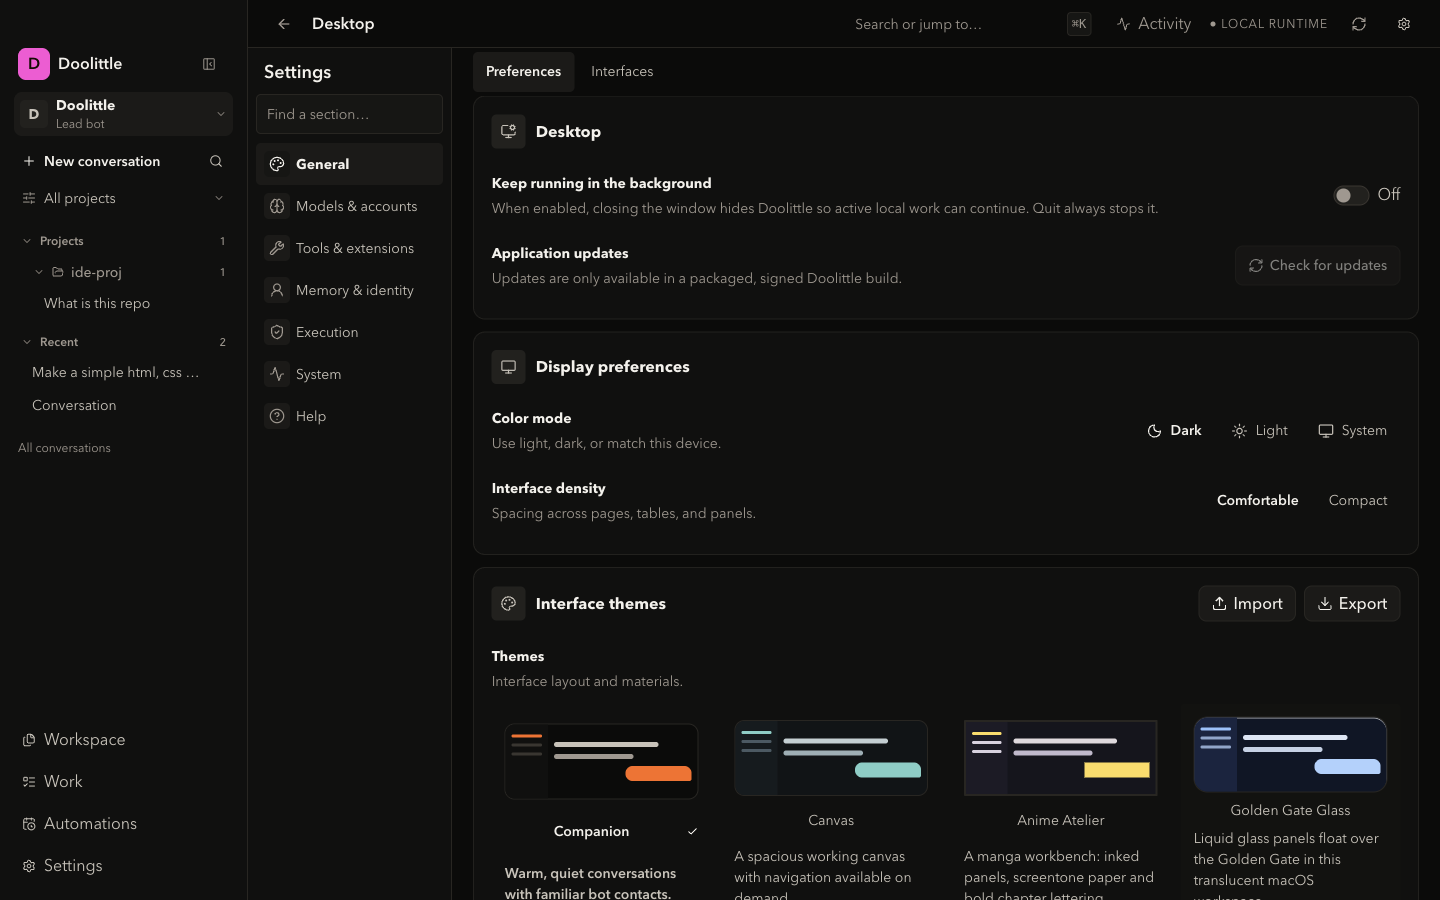 Desktop
Search or jump to…
⌘K
Activity
LOCAL RUNTIME
D
Doolittle
D
Doolittle
Lead bot
New conversation
All projects
Projects
1
ide-proj
1
What is this repo
Recent
2
Make a simple html, css …
Conversation
All conversations
Workspace
Work
Automations
Settings
Settings
Find a section…
General
Models & accounts
Tools & extensions
Memory & identity
Execution
System
Help
Preferences
Interfaces
Desktop
Keep running in the background
When enabled, closing the window hides Doolittle so active local work can continue. Quit always stops it.
Off
Application updates
Updates are only available in a packaged, signed Doolittle build.
Check for updates
Display preferences
Color mode
Use light, dark, or match this device.
Dark
Light
System
Interface density
Spacing across pages, tables, and panels.
Comfortable
Compact
Interface themes
Import
Export
Themes
Interface layout and materials.
Companion
Warm, quiet conversations
with familiar bot contacts.
Canvas
A spacious working canvas
with navigation available on
demand.
Anime Atelier
A manga workbench: inked
panels, screentone paper and
bold chapter lettering.
Golden Gate Glass
Liquid glass panels float over
the Golden Gate in this
translucent macOS
workspace.